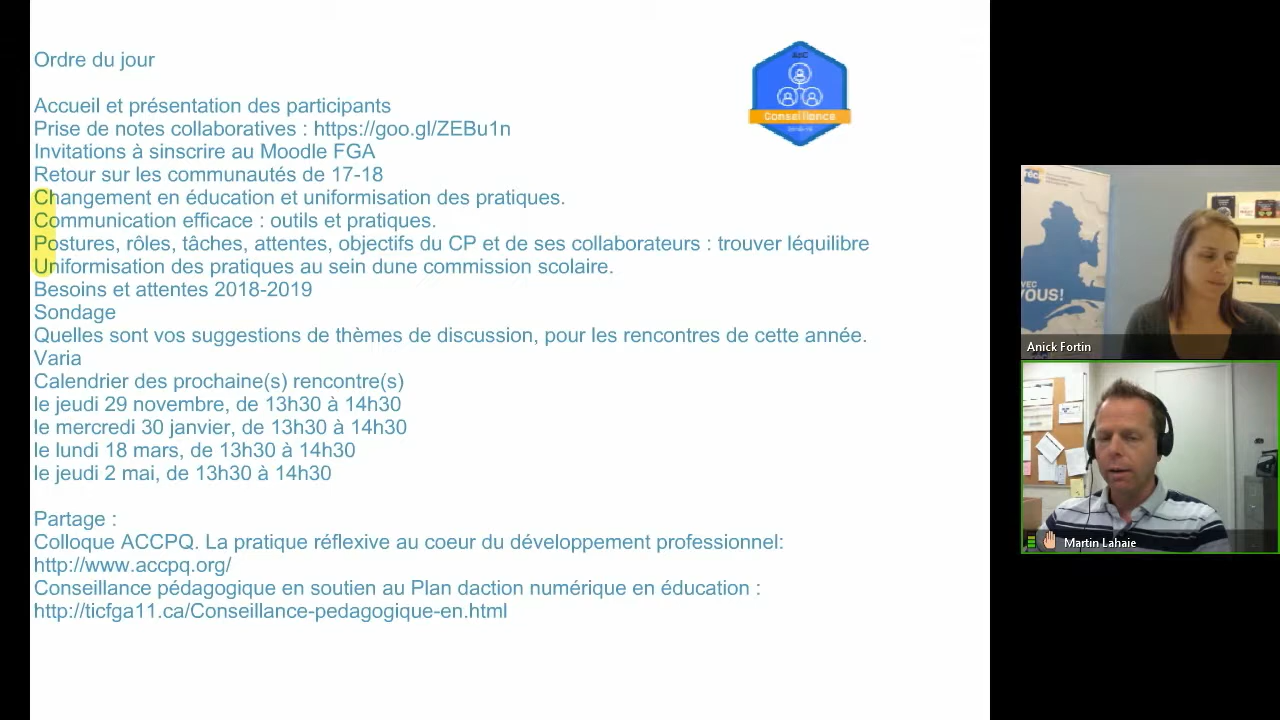 Ordre du jour
Accueil et présentation des participants
Prise de notes collaboratives : https://goo.gl/ZEBu1n
Invitations à sinscrire au Moodle FGA
Retour sur les communautés de 17-18
Changement en éducation et uniformisation des pratiques.
Communication efficace : outils et pratiques.
Postures, rôles, tâches, attentes, objectifs du CP et de ses collaborateurs : trouver léquilibre
Uniformisation des pratiques au sein dune commission scolaire.
Besoins et attentes 2018-2019
Sondage
Quelles sont vos suggestions de thèmes de discussion, pour les rencontres de cette année.
Varia
Calendrier des prochaine(s) rencontre(s)
le jeudi 29 novembre, de 13h30 à 14h30
le mercredi 30 janvier, de 13h30 à 14h30
le lundi 18 mars, de 13h30 à 14h30
le jeudi 2 mai, de 13h30 à 14h30
Partage :
Colloque ACCPQ. La pratique réflexive au coeur du développement professionnel:
http://www.accpq.org/
Conseillance pédagogique en soutien au Plan daction numérique en éducation :
http://ticfga11.ca/Conseillance-pedagogique-en.html
Conseillance
récit
VOUS!
Anick Fortin
Martin Lahaie